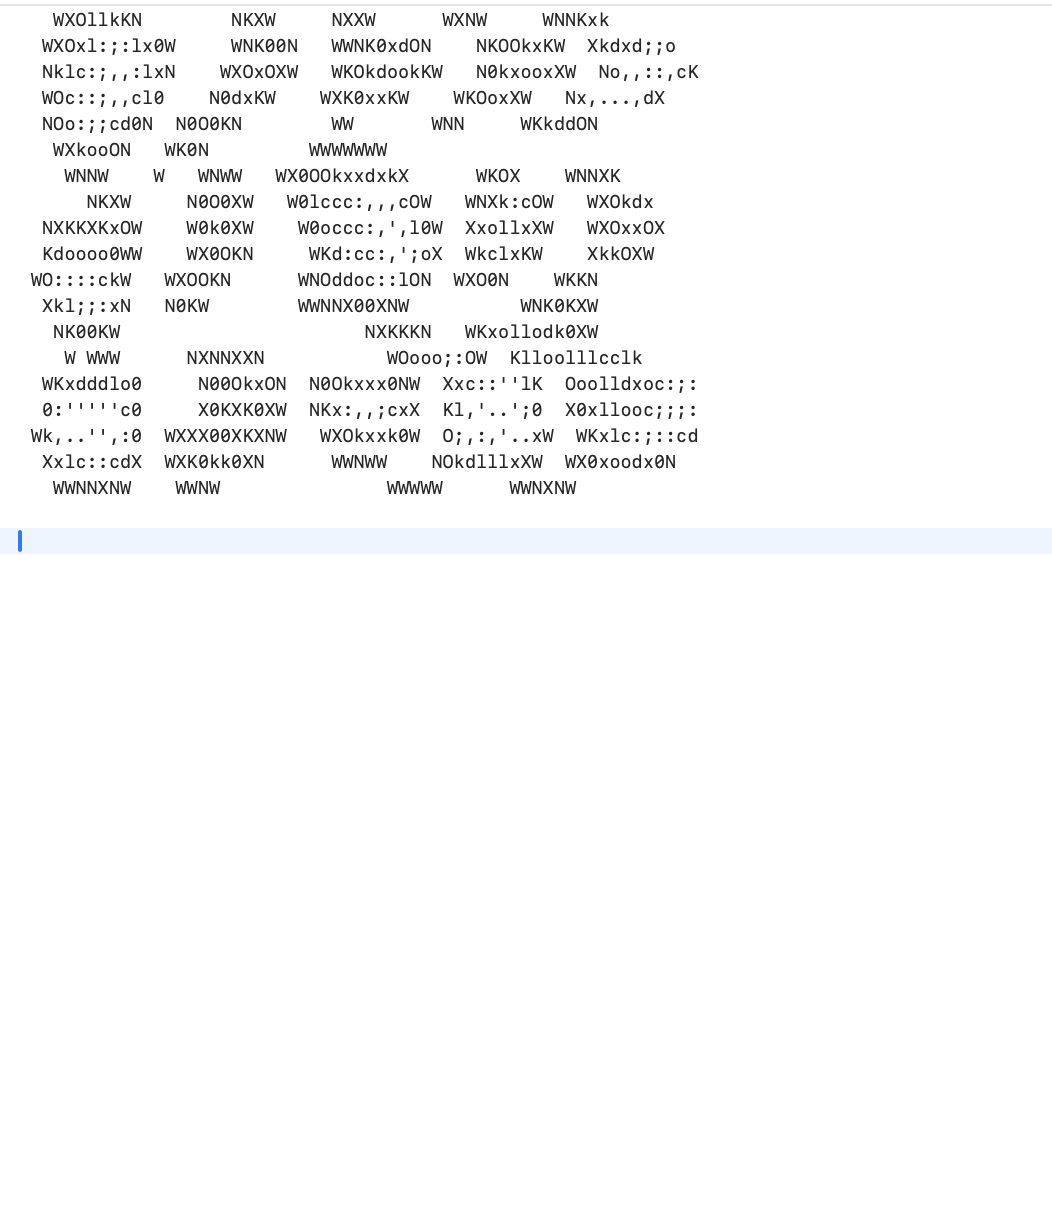 WXOllkKN        NKXW     NXXW      WXNW     WNNKxk
  WXOxl:;:lx0W     WNK00N   WWNK0xdON    NKOOkxKW  Xkdxd;;o
  Nklc:;,,:lxN    WXOxOXW   WKOkdookKW   N0kxooxXW  No,,::,cK
  WOc::;,,cl0    N0dxKW    WXK0xxKW    WKOoxXW   Nx,...,dX
  NOo:;;cd0N  N0O0KN        WW       WNN     WKkddON
   WXkooON   WK0N         WWWWWWW
    WNNW    W   WNWW   WX0OOkxxdxkX      WKOX    WNNXK
      NKXW     N0O0XW   W0lccc:,,,cOW   WNXk:cOW   WXOkdx
  NXKKXKxOW    W0k0XW    W0occc:,',l0W  XxollxXW   WXOxxOX
  Kdoooo0WW    WX0OKN     WKd:cc:,';oX  WkclxKW    XkkOXW
 WO::::ckW   WXOOKN      WNOddoc::lON  WXO0N    WKKN
  Xkl;;:xN   N0KW        WWNNX00XNW          WNK0KXW
   NK00KW                      NXKKKN   WKxollodk0XW
    W WWW      NXNNXXN           WOooo;:OW  Klloolllcclk
  WKxdddlo0     N0OOkxON  N0Okxxx0NW  Xxc::''lK  Ooolldxoc:;:
  0:'''''c0     X0KXK0XW  NKx:,,;cxX  Kl,'..';0  X0xllooc;;;:
 Wk,..'',:0  WXXX00XKXNW   WXOkxxk0W  O;,:,'..xW  WKxlc:;::cd
  Xxlc::cdX  WXK0kk0XN      WWNWW    NOkdlllxXW  WX0xoodx0N
   WWNNXNW    WWNW               WWWWW      WWNXNW